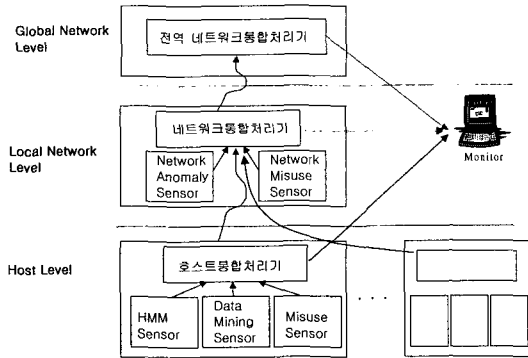 Global Network
Level
전역 네트워크통합처리기
Local Network
Level
네트워크통합처리기
Network
Anomaly
Sensor
Network
Misuse
Sensor
Monitor
Host Level
호스트통합처리기
HMM
Sensor
Data
Mining
Sensor
Misuse
Sensor